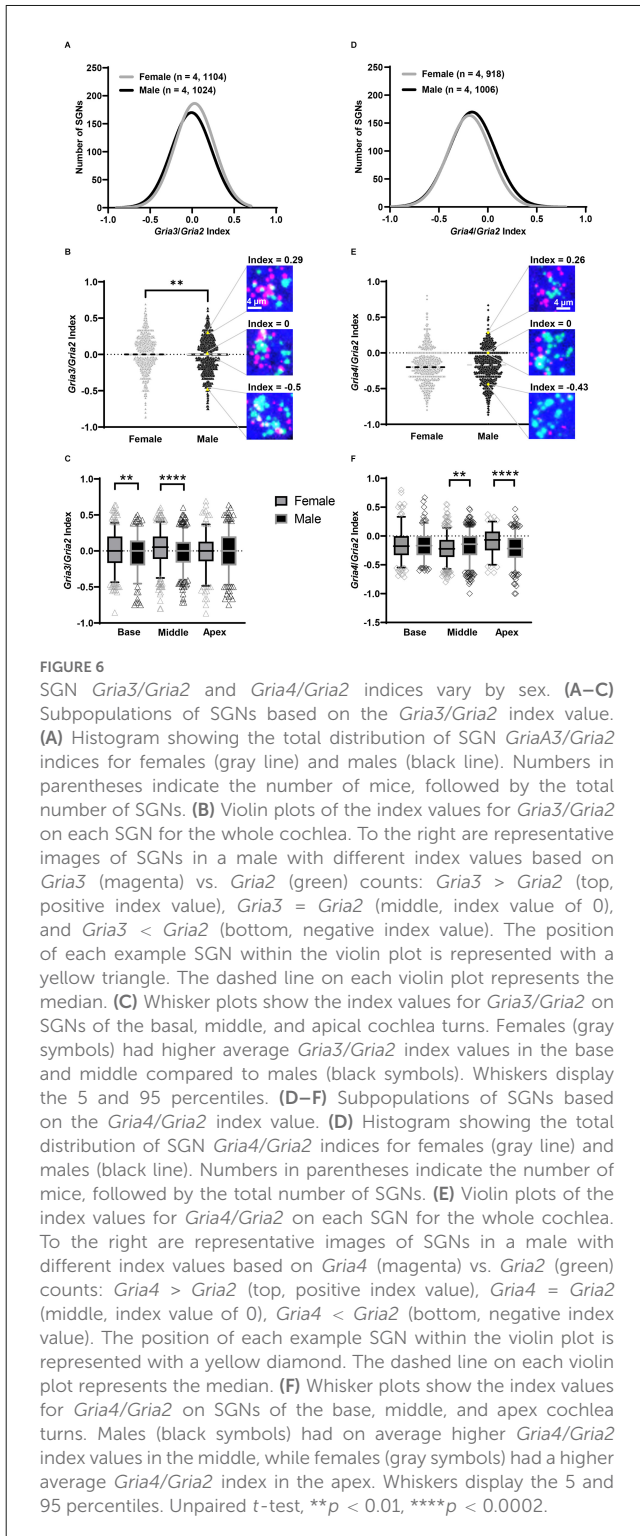 A
Female (n = 4, 1104)
Male (n = 4, 1024)
Number of SGNs
250
200
150
100
50
0
-1.0 -0.5 0.0 0.5 1.0
Gria3/Gria2 Index
D
Female (n = 4, 918)
Male (n = 4, 1006)
Number of SGNs
250
200
150
100
50
0
-1.0 -0.5 0.0 0.5 1.0
Gria4/Gria2 Index
B
Gria3/Gria2 Index
1.0
0.5
0.0
-0.5
-1.0
**
Female Male
Index = 0.29
4 µm
Index = 0
Index = -0.5
E
Gria4/Gria2 Index
1.0
0.5
0.0
-0.5
-1.0
Female Male
Index = 0.26
4 µm
Index = 0
Index = -0.43
C
Gria3/Gria2 Index
1.0
0.5
0.0
-0.5
-1.0
** ****
Base Middle Apex
Female
Male
F
Gria4/Gria2 Index
1.0
0.5
0.0
-0.5
-1.0
-1.5
** ****
Base Middle Apex
FIGURE 6
SGN Gria3/Gria2 and Gria4/Gria2 indices vary by sex. (A–C)
Subpopulations of SGNs based on the Gria3/Gria2 index value.
(A) Histogram showing the total distribution of SGN GriaA3/Gria2
indices for females (gray line) and males (black line). Numbers in
parentheses indicate the number of mice, followed by the total
number of SGNs. (B) Violin plots of the index values for Gria3/Gria2
on each SGN for the whole cochlea. To the right are representative
images of SGNs in a male with different index values based on
Gria3 (magenta) vs. Gria2 (green) counts: Gria3 > Gria2 (top,
positive index value), Gria3 = Gria2 (middle, index value of 0),
and Gria3 < Gria2 (bottom, negative index value). The position
of each example SGN within the violin plot is represented with a
yellow triangle. The dashed line on each violin plot represents the
median. (C) Whisker plots show the index values for Gria3/Gria2 on
SGNs of the basal, middle, and apical cochlea turns. Females (gray
symbols) had higher average Gria3/Gria2 index values in the base
and middle compared to males (black symbols). Whiskers display
the 5 and 95 percentiles. (D–F) Subpopulations of SGNs based
on the Gria4/Gria2 index value. (D) Histogram showing the total
distribution of SGN Gria4/Gria2 indices for females (gray line) and
males (black line). Numbers in parentheses indicate the number of
mice, followed by the total number of SGNs. (E) Violin plots of the
index values for Gria4/Gria2 on each SGN for the whole cochlea.
To the right are representative images of SGNs in a male with
different index values based on Gria4 (magenta) vs. Gria2 (green)
counts: Gria4 > Gria2 (top, positive index value), Gria4 = Gria2
(middle, index value of 0), Gria4 < Gria2 (bottom, negative index
value). The position of each example SGN within the violin plot is
represented with a yellow diamond. The dashed line on each violin
plot represents the median. (F) Whisker plots show the index values
for Gria4/Gria2 on SGNs of the base, middle, and apex cochlea
turns. Males (black symbols) had on average higher Gria4/Gria2
index values in the middle, while females (gray symbols) had a higher
average Gria4/Gria2 index in the apex. Whiskers display the 5 and
95 percentiles. Unpaired t-test, **p < 0.01, ****p < 0.0002.